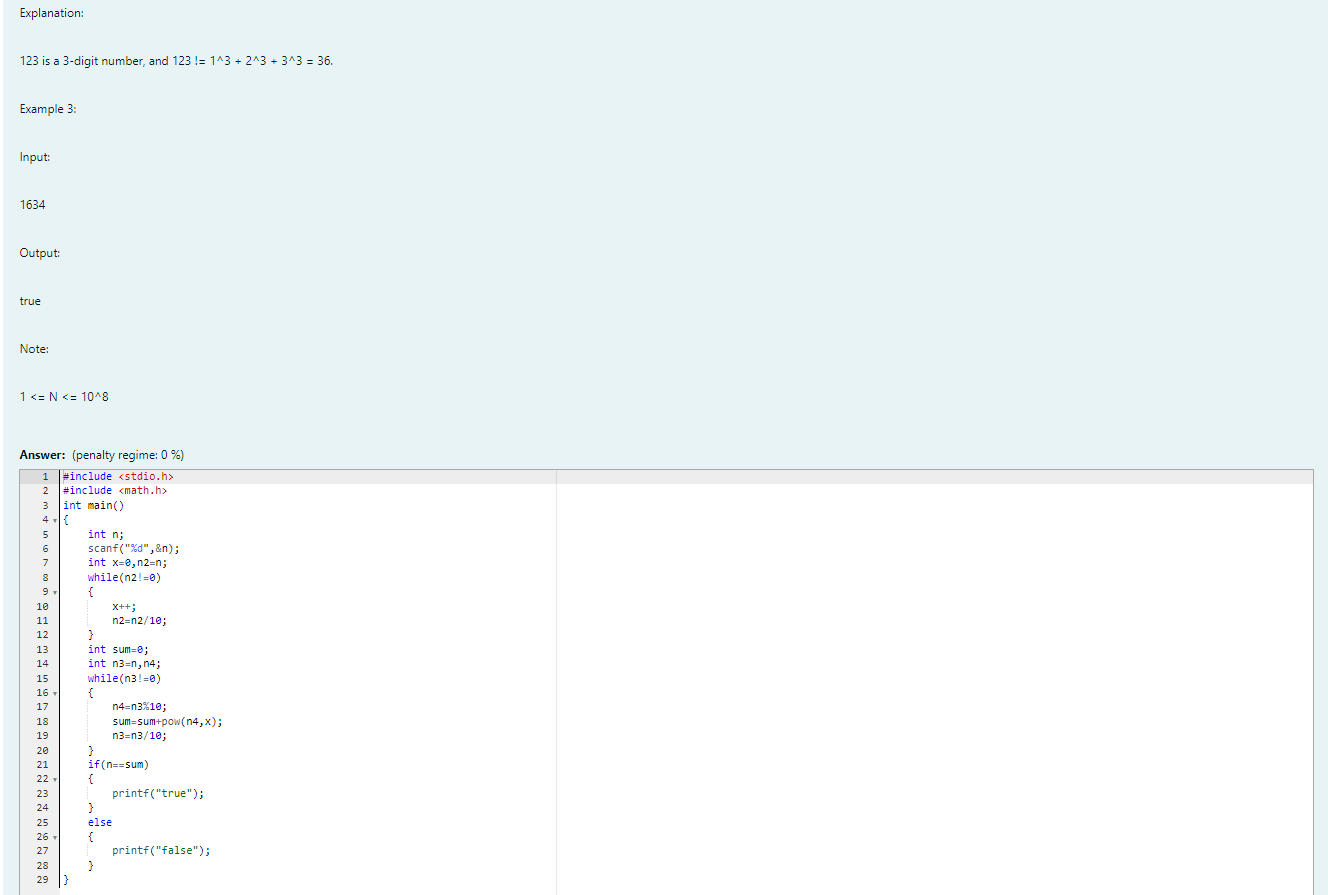 Explanation:
123 is a 3-digit number, and 123 != 1^3 + 2^3 + 3^3 = 36.
Example 3:
Input:
1634
Output:
true
Note:
1 <= N <= 10^8
Answer: (penalty regime: 0 %)
1 #include <stdio.h>
2 #include <math.h>
3 int main()
4 {
5 int n;
6 scanf("%d",&n);
7 int x=0,n2=n;
8 while(n2!=0)
9 {
10 x++;
11 n2=n2/10;
12 }
13 int sum=0;
14 int n3=n,n4;
15 while(n3!=0)
16 {
17 n4=n3%10;
18 sum=sum+pow(n4,x);
19 n3=n3/10;
20 }
21 if(n==sum)
22 {
23 printf("true");
24 }
25 else
26 {
27 printf("false");
28 }
29 }